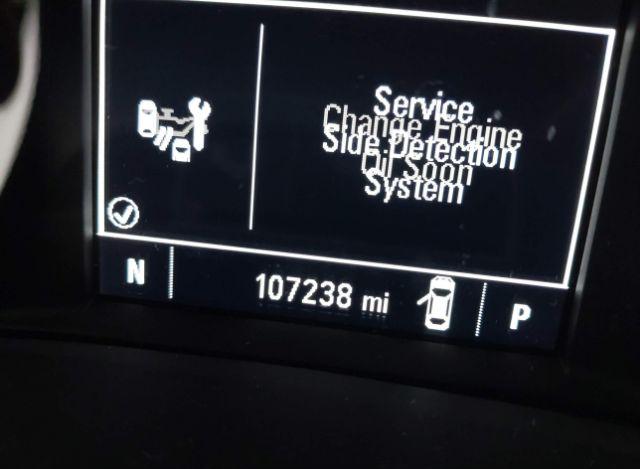 Service
Change Engine
Side Detection
Oil Soon
System
N 107238 mi P